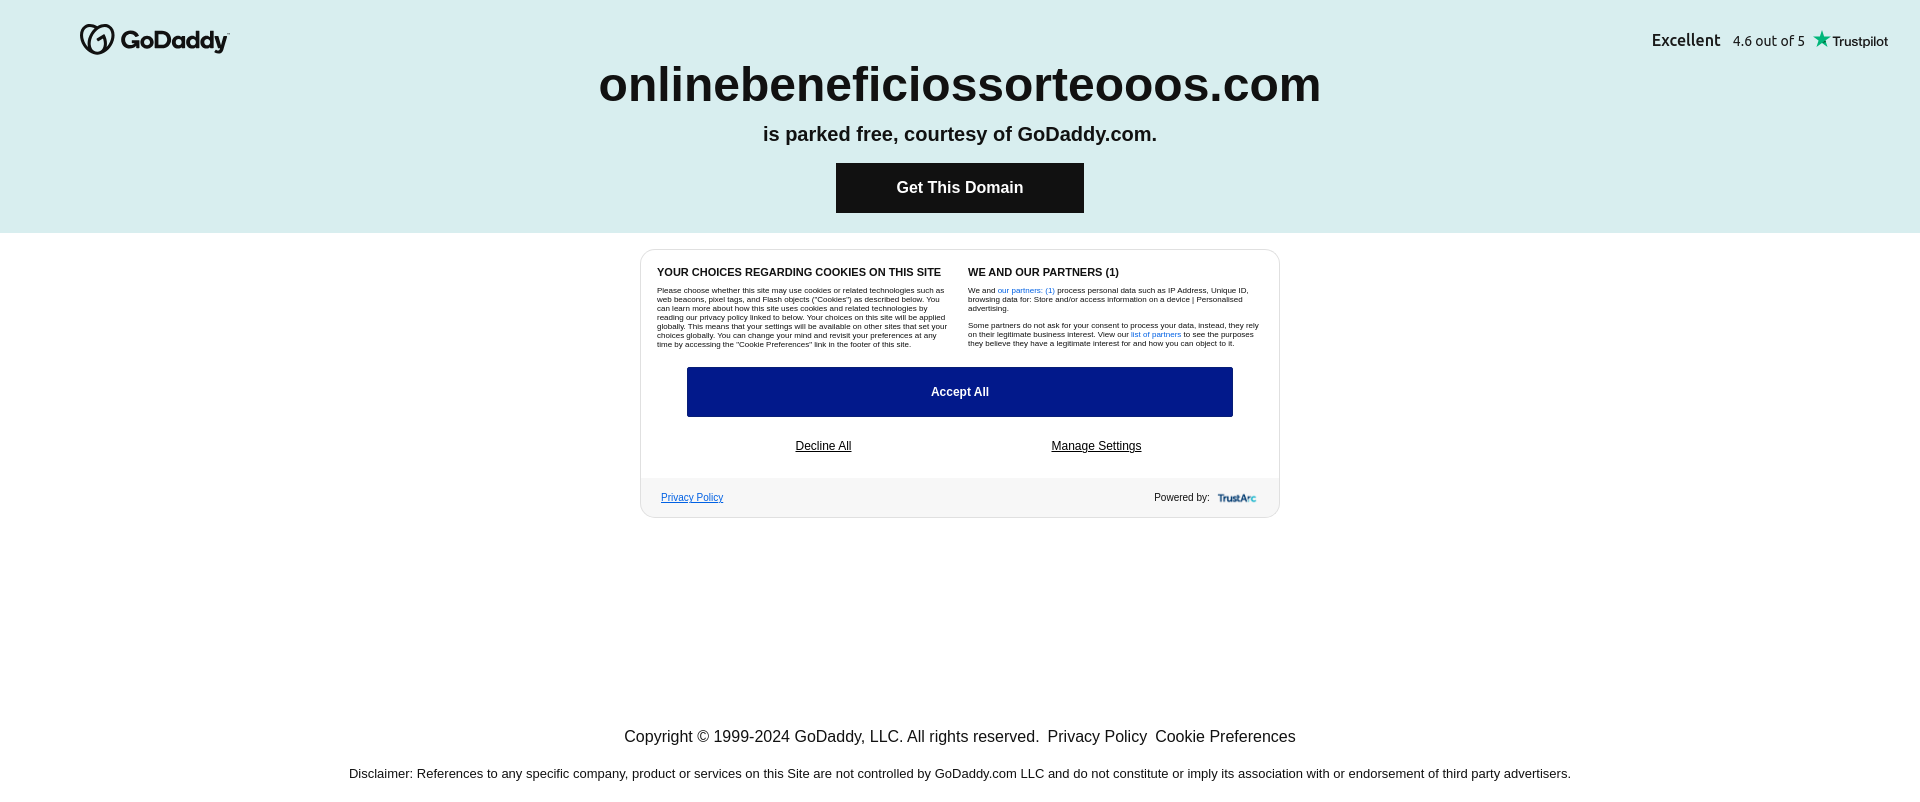 GoDaddy
Excellent 4.6 out of 5 Trustpilot
onlinebeneficiossorteooos.com
is parked free, courtesy of GoDaddy.com.
Get This Domain
YOUR CHOICES REGARDING COOKIES ON THIS SITE
Please choose whether this site may use cookies or related technologies such as
web beacons, pixel tags, and Flash objects ("Cookies") as described below. You
can learn more about how this site uses cookies and related technologies by
reading our privacy policy linked to below. Your choices on this site will be applied
globally. This means that your settings will be available on other sites that set your
choices globally. You can change your mind and revisit your preferences at any
time by accessing the "Cookie Preferences" link in the footer of this site.
WE AND OUR PARTNERS (1)
We and our partners: (1) process personal data such as IP Address, Unique ID,
browsing data for: Store and/or access information on a device | Personalised
advertising.
Some partners do not ask for your consent to process your data, instead, they rely
on their legitimate business interest. View our list of partners to see the purposes
they believe they have a legitimate interest for and how you can object to it.
Accept All
Decline All
Manage Settings
Privacy Policy
Powered by: TrustArc
Copyright © 1999-2024 GoDaddy, LLC. All rights reserved. Privacy Policy Cookie Preferences
Disclaimer: References to any specific company, product or services on this Site are not controlled by GoDaddy.com LLC and do not constitute or imply its association with or endorsement of third party advertisers.